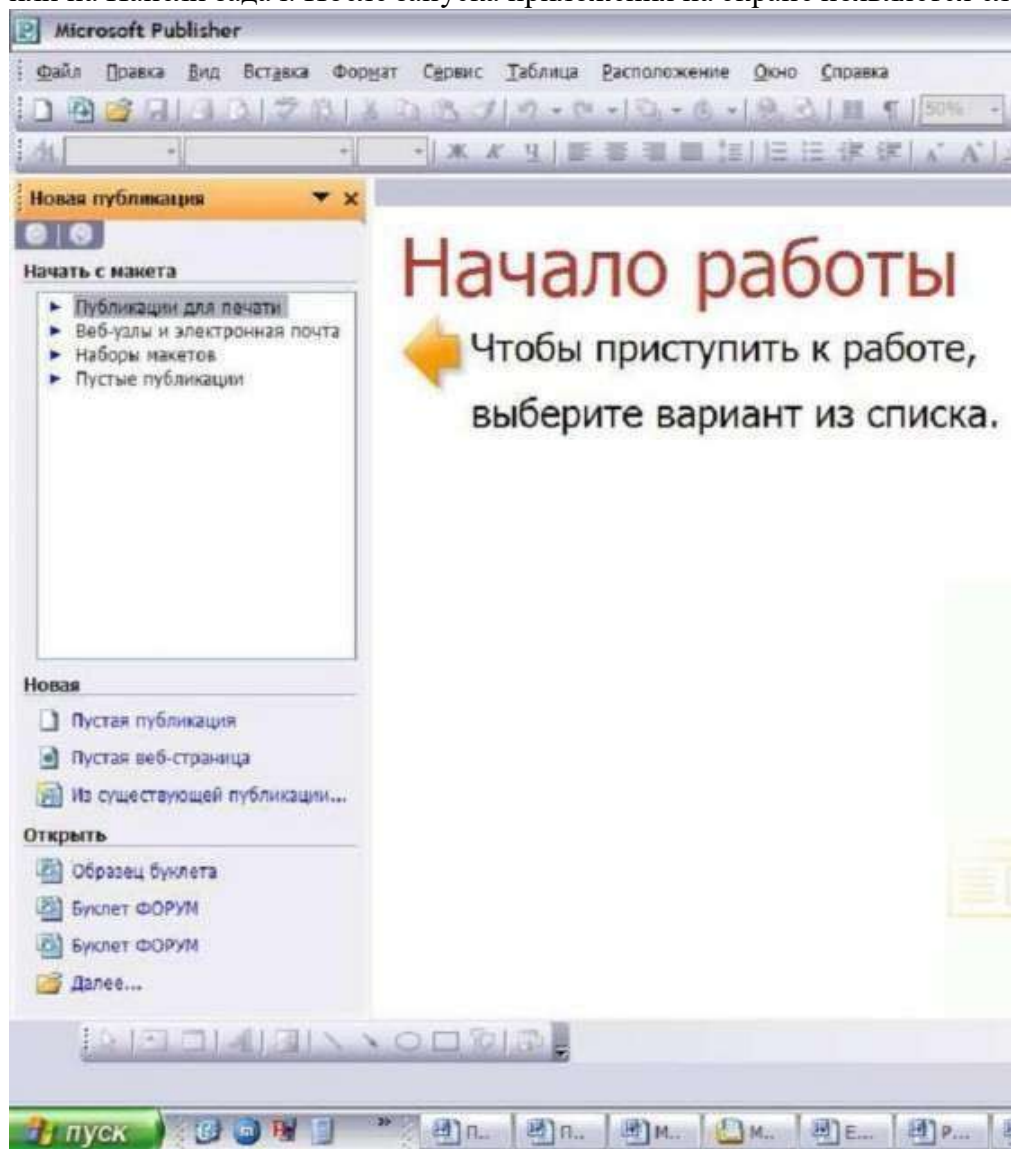 Microsoft Publisher
Файл Правка Вид Вставка Формат Сервис Таблица Расположение Окно Справка
50%
Ж К Ч
Новая публикация
Начать с макета
Публикации для печати
Веб-узлы и электронная почта
Наборы макетов
Пустые публикации
Начало работы
Чтобы приступить к работе,
выберите вариант из списка.
Новая
Пустая публикация
Пустая веб-страница
Из существующей публикации...
Открыть
Образец буклета
Буклет ФОРУМ
Буклет ФОРУМ
Далее...
пуск П... П... М... М... Е... Р...